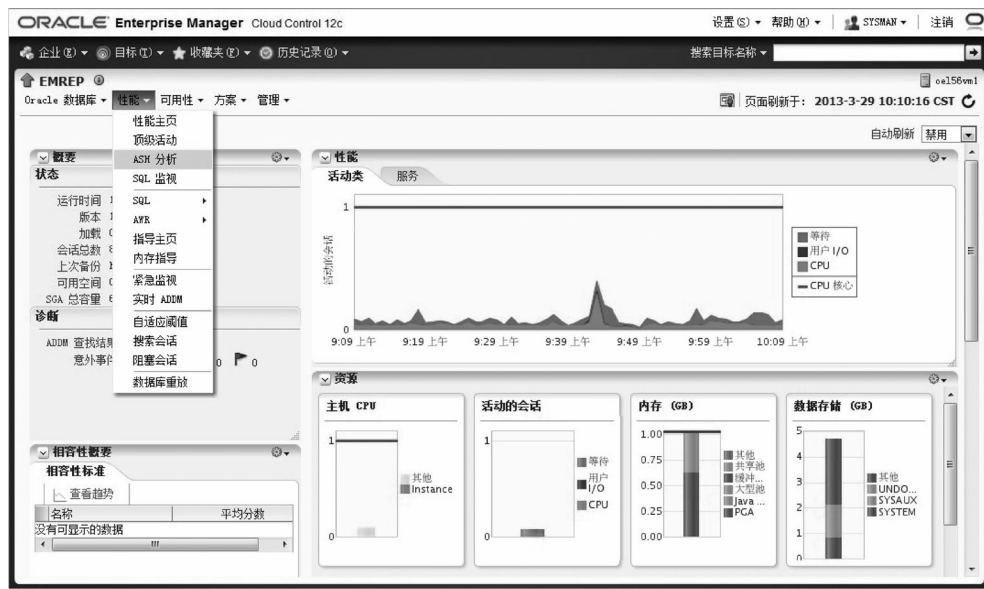 ORACLE Enterprise Manager Cloud Control 12c
设置(S) 帮助(H) SYSMAN 注销
企业(E) 目标(T) 收藏夹(F) 历史记录(O)
搜索目标名称
EMREP
oel56vm1
Oracle 数据库 性能 可用性 方案 管理
页面刷新于: 2013-3-29 10:10:16 CST
自动刷新 禁用
性能主页
顶级活动
ASH 分析
SQL 监视
SQL
AWR
指导主页
内存指导
紧急监视
实时 ADDM
自适应阈值
搜索会话
阻塞会话
数据库重放
概要
状态
运行时间
版本
加载
会话总数
上次备份
可用空间
SGA 总容量
诊断
ADDM 查找结果
意外事件
0 0
相容性概要
相容性标准
查看趋势
名称 平均分数
没有可显示的数据
性能
活动类 服务
活动的会话
1
0
9:09 上午 9:19 上午 9:29 上午 9:39 上午 9:49 上午 9:59 上午 10:09 上午
等待
用户 I/O
CPU
CPU 核心
资源
主机 CPU
1
0
其他
Instance
活动的会话
1
0
等待
用户
I/O
CPU
内存 (GB)
1.00
0.75
0.50
0.25
0.00
其他
共享池
缓冲...
大型池
Java ...
PGA
数据存储 (GB)
5
4
3
2
1
0
其他
UNDO...
SYSAUX
SYSTEM